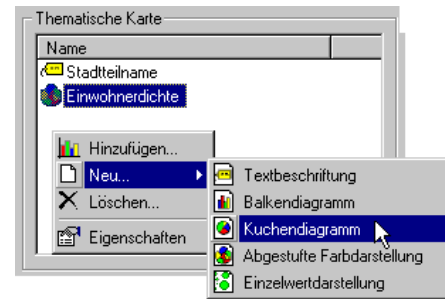 Thematische Karte
Name
Stadtteilname
Einwohnerdichte
Hinzufügen...
Neu...
Löschen...
Eigenschaften
Textbeschriftung
Balkendiagramm
Kuchendiagramm
Abgestufte Farbdarstellung
Einzelwertdarstellung